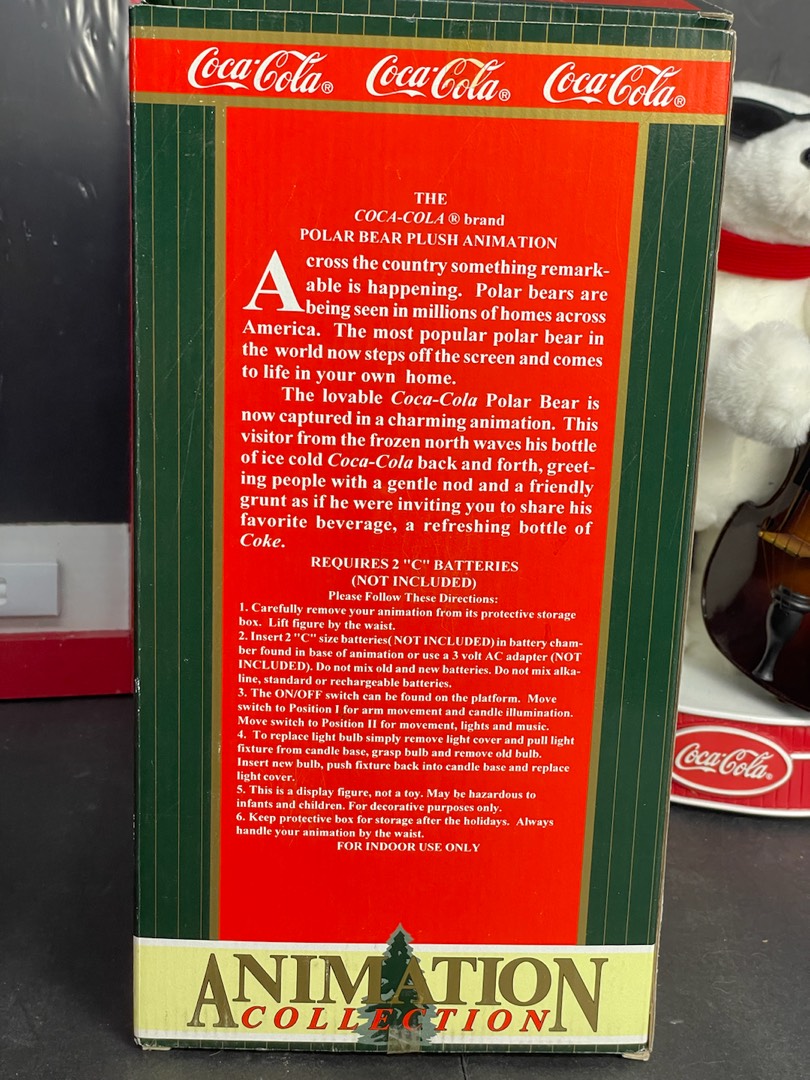 Coca-Cola® Coca-Cola® Coca-Cola®
THE
COCA-COLA ® brand
POLAR BEAR PLUSH ANIMATION
Across the country something remark-
able is happening. Polar bears are
being seen in millions of homes across
America. The most popular polar bear in
the world now steps off the screen and comes
to life in your own home.
The lovable Coca-Cola Polar Bear is
now captured in a charming animation. This
visitor from the frozen north waves his bottle
of ice cold Coca-Cola back and forth, greet-
ing people with a gentle nod and a friendly
grunt as if he were inviting you to share his
favorite beverage, a refreshing bottle of
Coke.
REQUIRES 2 "C" BATTERIES
(NOT INCLUDED)
Please Follow These Directions:
1. Carefully remove your animation from its protective storage
box. Lift figure by the waist.
2. Insert 2 "C" size batteries( NOT INCLUDED) in battery cham-
ber found in base of animation or use a 3 volt AC adapter (NOT
INCLUDED). Do not mix old and new batteries. Do not mix alka-
line, standard or rechargeable batteries.
3. The ON/OFF switch can be found on the platform. Move
switch to Position I for arm movement and candle illumination.
Move switch to Position II for movement, lights and music.
4. To replace light bulb simply remove light cover and pull light
fixture from candle base, grasp bulb and remove old bulb.
Insert new bulb, push fixture back into candle base and replace
light cover.
5. This is a display figure, not a toy. May be hazardous to
infants and children. For decorative purposes only.
6. Keep protective box for storage after the holidays. Always
handle your animation by the waist.
FOR INDOOR USE ONLY
ANIMATION
COLLECTION
Coca-Cola®